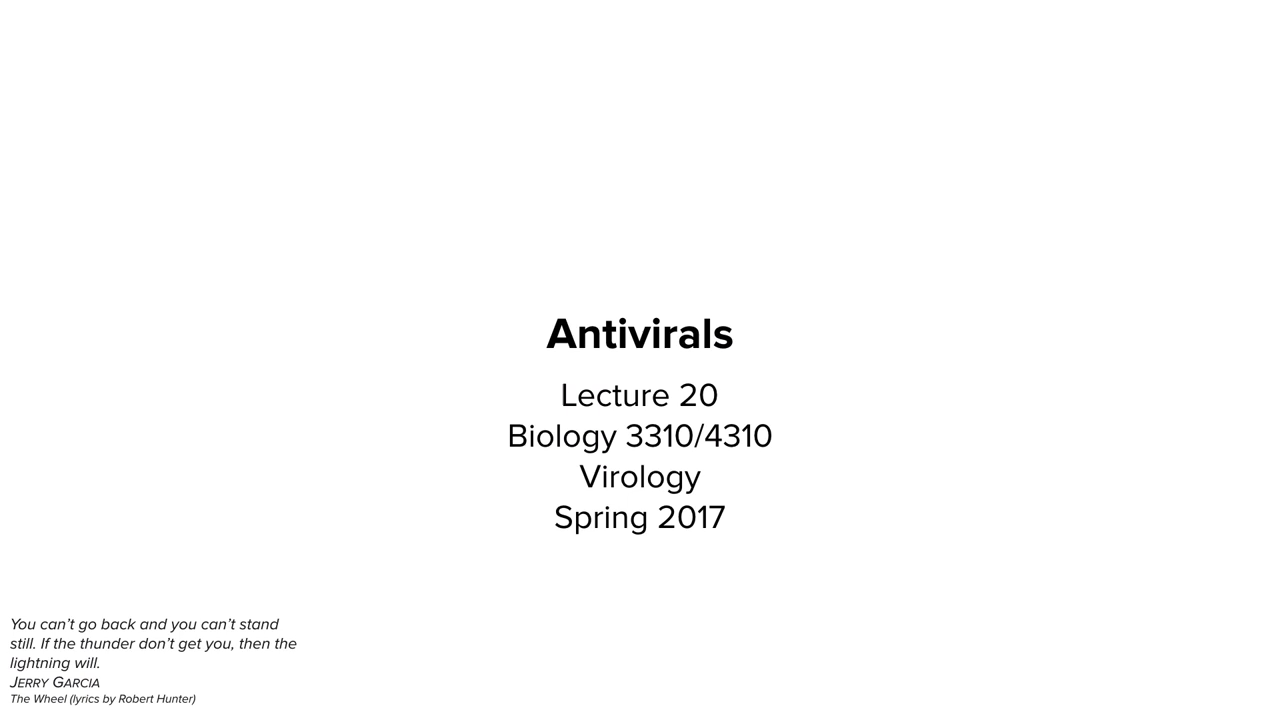 Antivirals
Lecture 20
Biology 3310/4310
Virology
Spring 2017
You can’t go back and you can’t stand
still. If the thunder don’t get you, then the
lightning will.
JERRY GARCIA
The Wheel (lyrics by Robert Hunter)